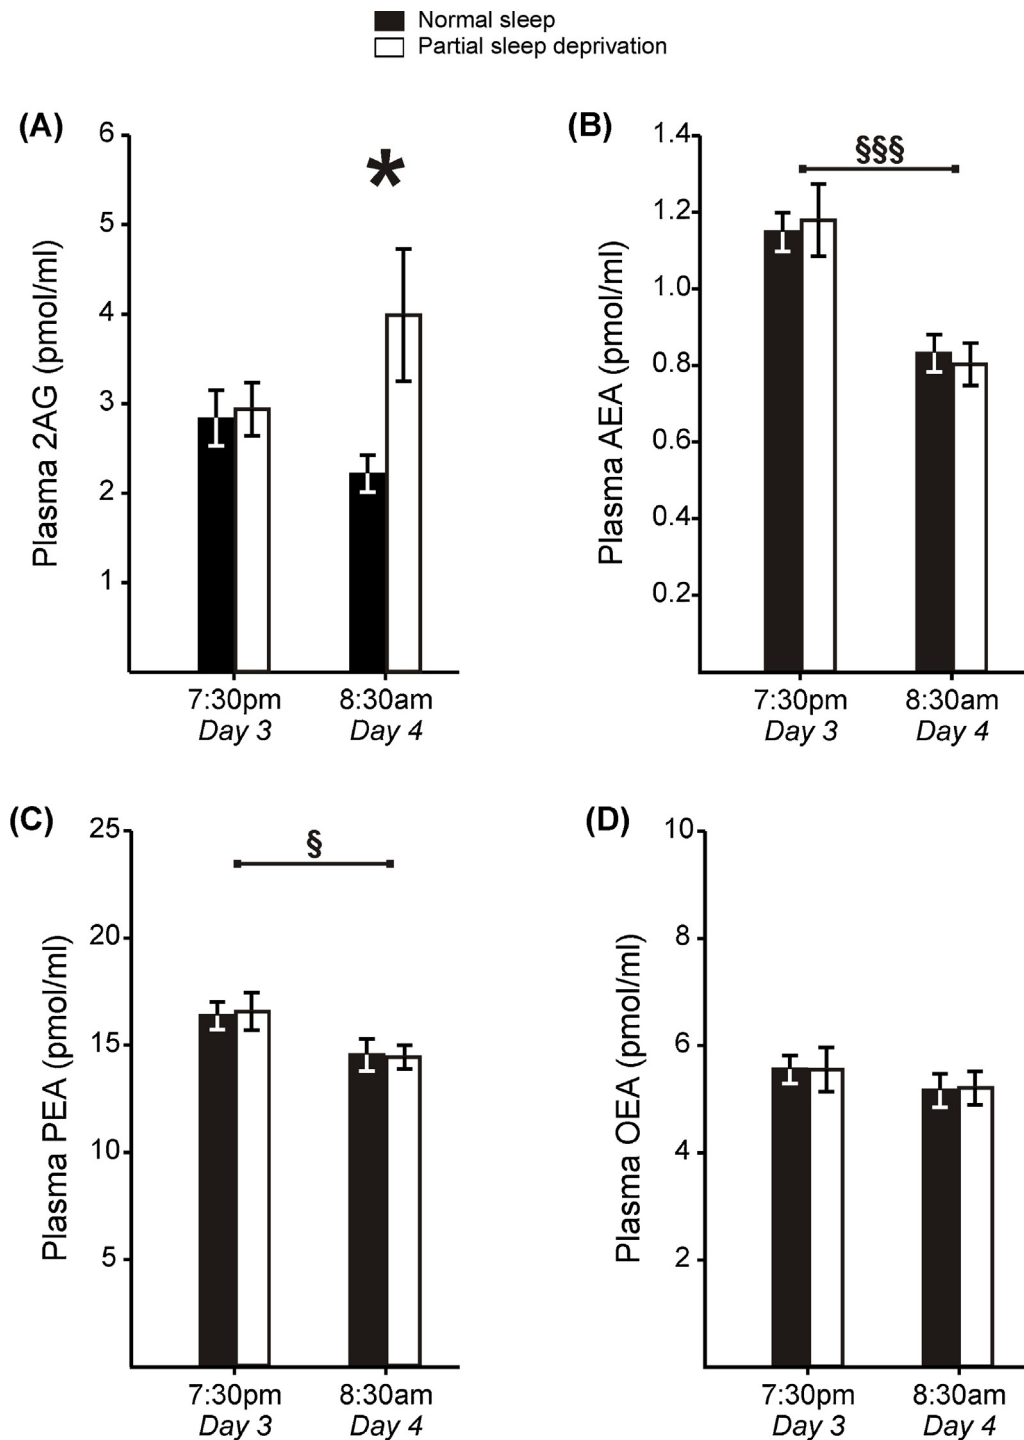 Normal sleep
Partial sleep deprivation
(A)
6
5
4
3
2
1
Plasma 2AG (pmol/ml)
*
7:30pm 8:30am
Day 3 Day 4
(B)
1.4
1.2
1.0
0.8
0.6
0.4
0.2
Plasma AEA (pmol/ml)
§§§
7:30pm 8:30am
Day 3 Day 4
(C)
25
20
15
10
5
Plasma PEA (pmol/ml)
§
7:30pm 8:30am
Day 3 Day 4
(D)
10
8
6
4
2
Plasma OEA (pmol/ml)
7:30pm 8:30am
Day 3 Day 4